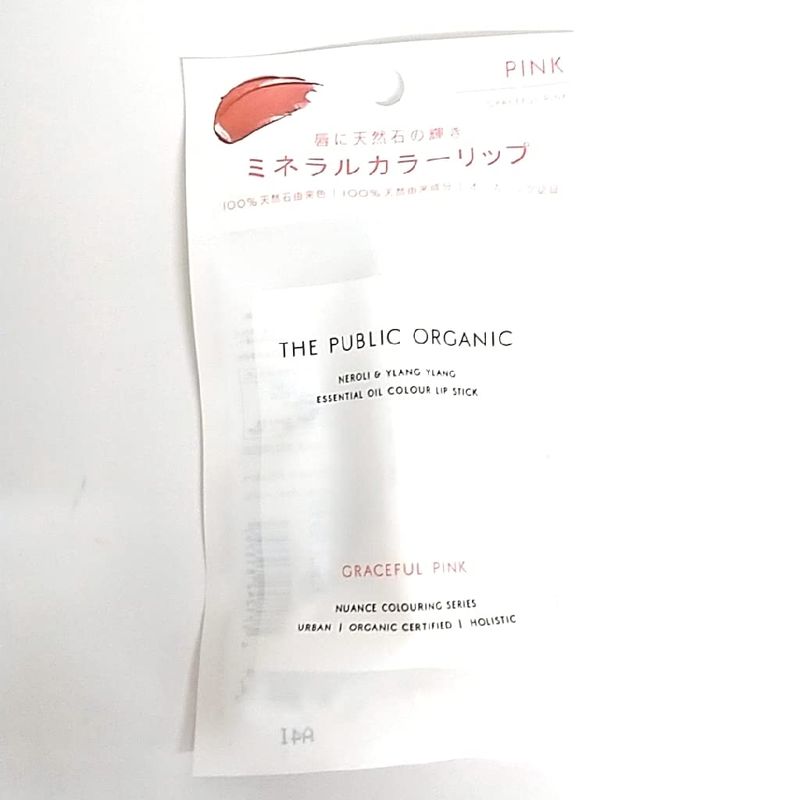 PINK
GRACEFUL PINK
唇に天然石の輝き
ミネラルカラーリップ
100%天然石由来色 | 100%天然由来成分 |
THE PUBLIC ORGANIC
NEROLI & YLANG YLANG
ESSENTIAL OIL COLOUR LIP STICK
GRACEFUL PINK
NUANCE COLOURING SERIES
URBAN | ORGANIC CERTIFIED | HOLISTIC